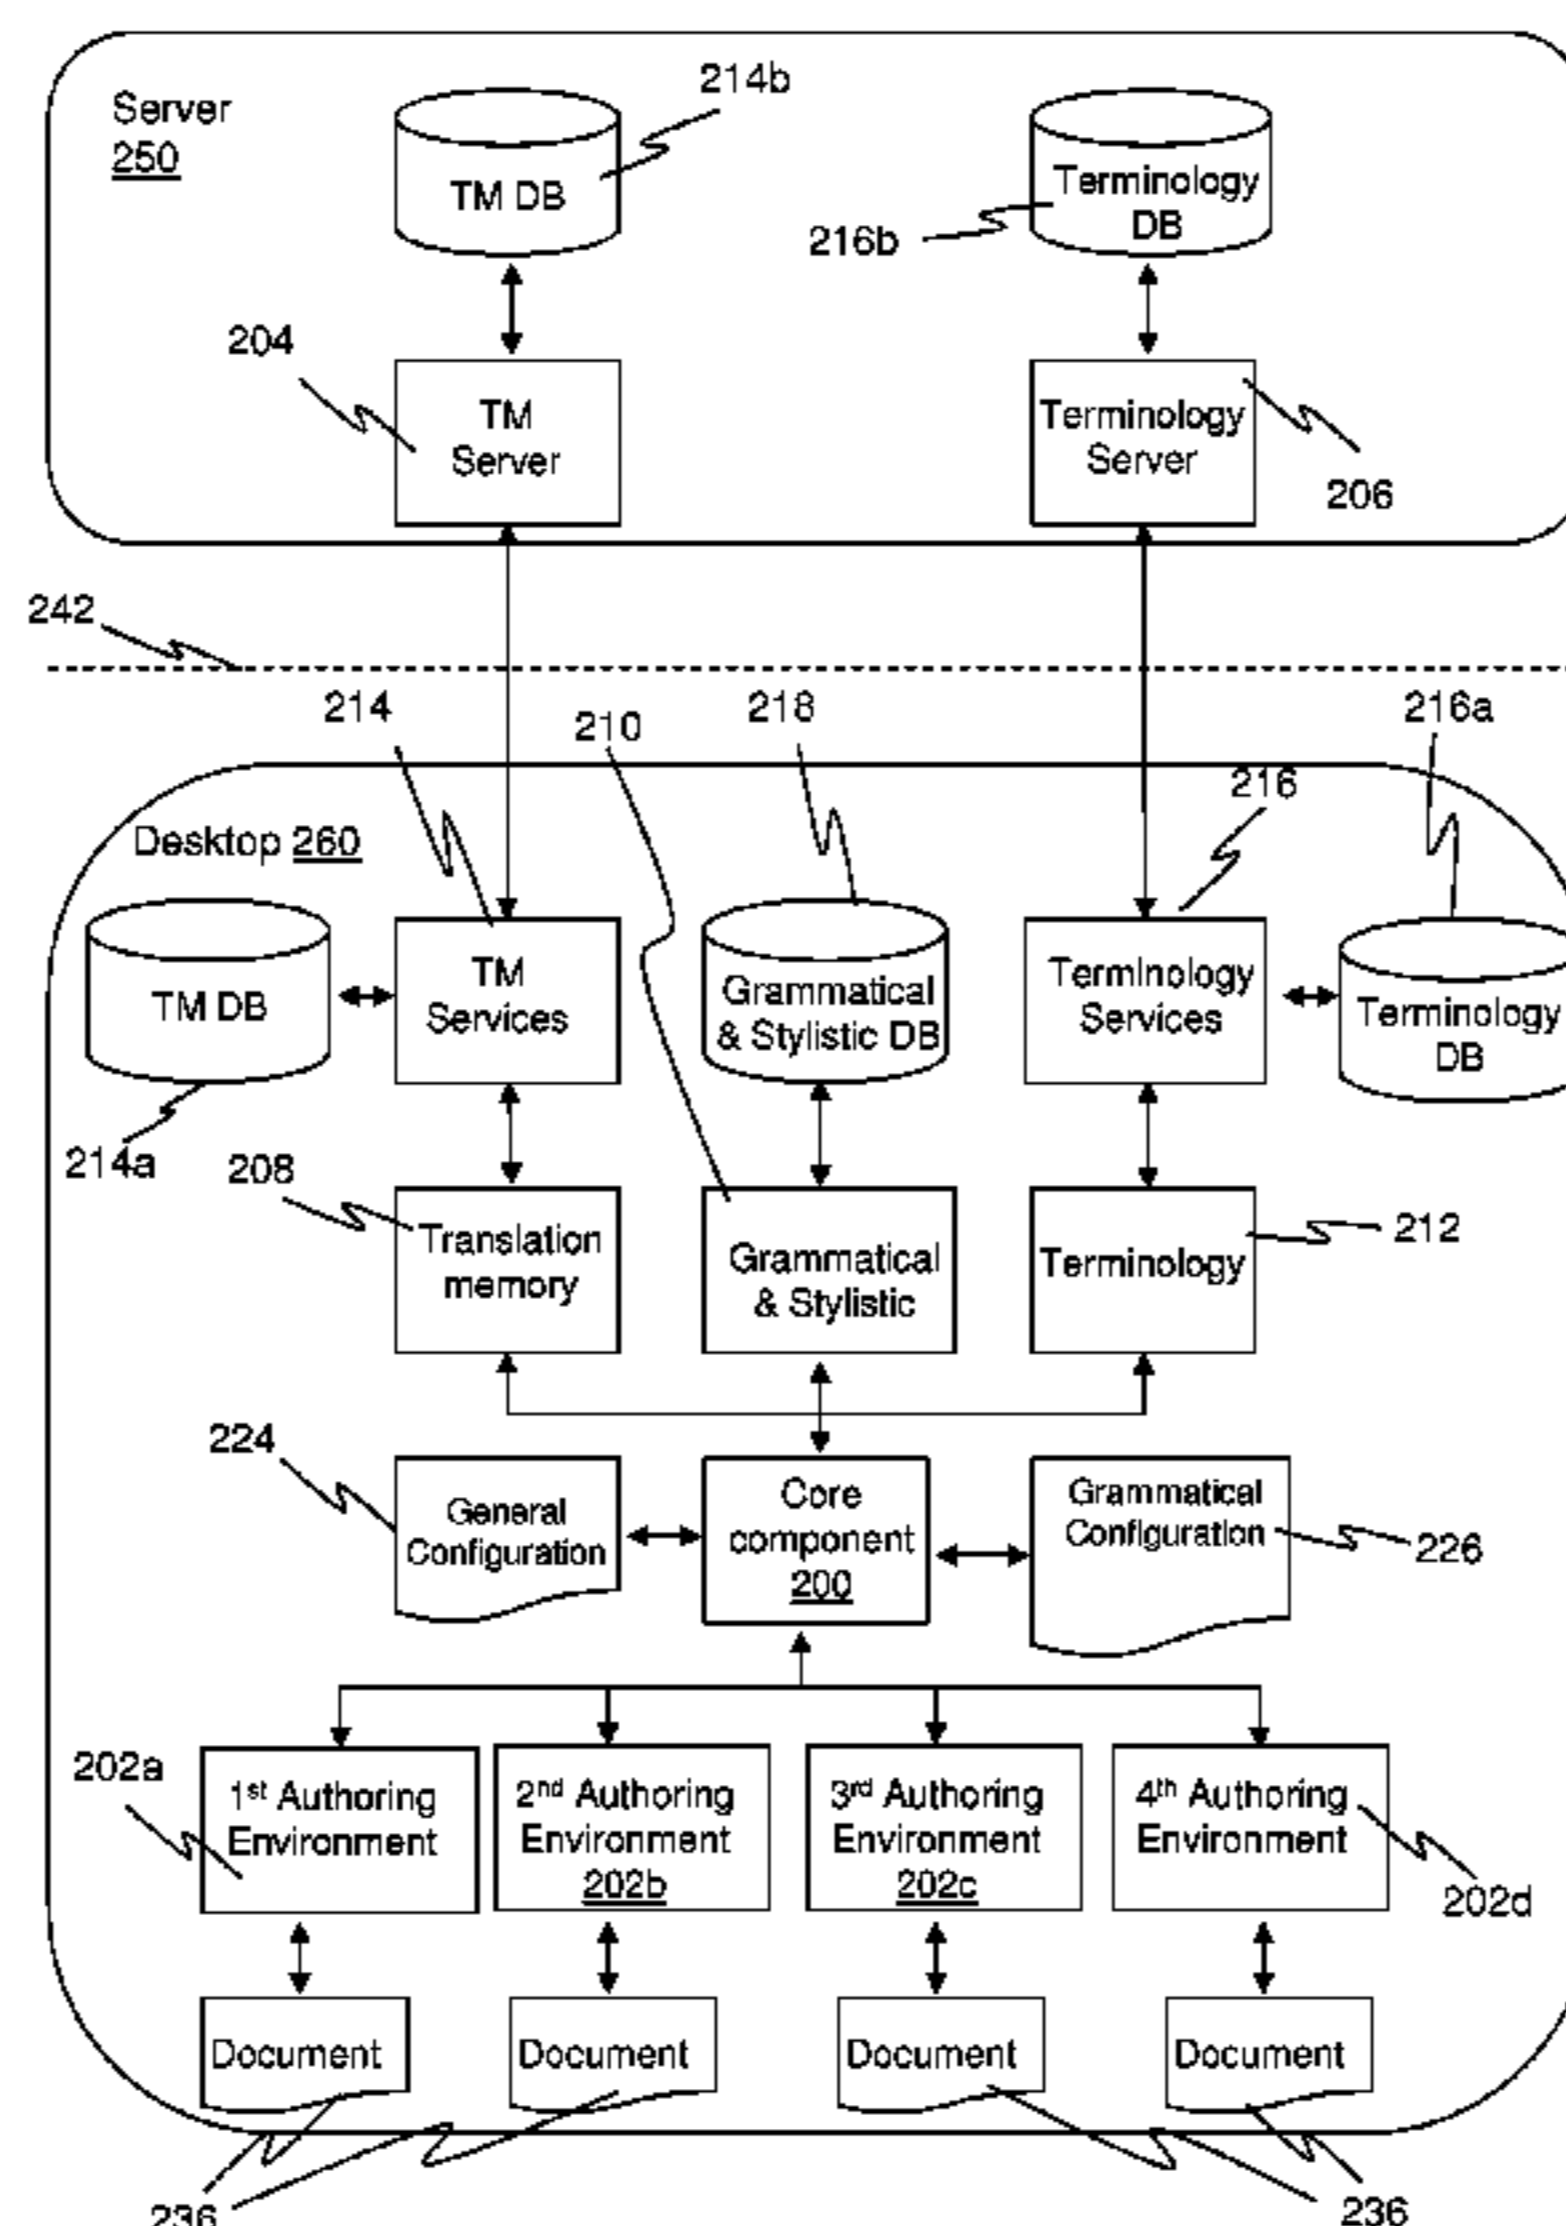 214b
Server
250
TM DB
Terminology
DB
216b
204
TM
Server
Terminology
Server
206
242
214
210
218
216a
216
Desktop 260
TM DB
TM
Services
Grammatical
& Stylistic DB
Terminology
Services
Terminology
DB
214a
208
Translation
memory
Grammatical
& Stylistic
Terminology
212
224
General
Configuration
Core
component
200
Grammatical
Configuration
226
202a
1st Authoring
Environment
2nd Authoring
Environment
202b
3rd Authoring
Environment
202c
4th Authoring
Environment
202d
Document
Document
Document
Document
236
236